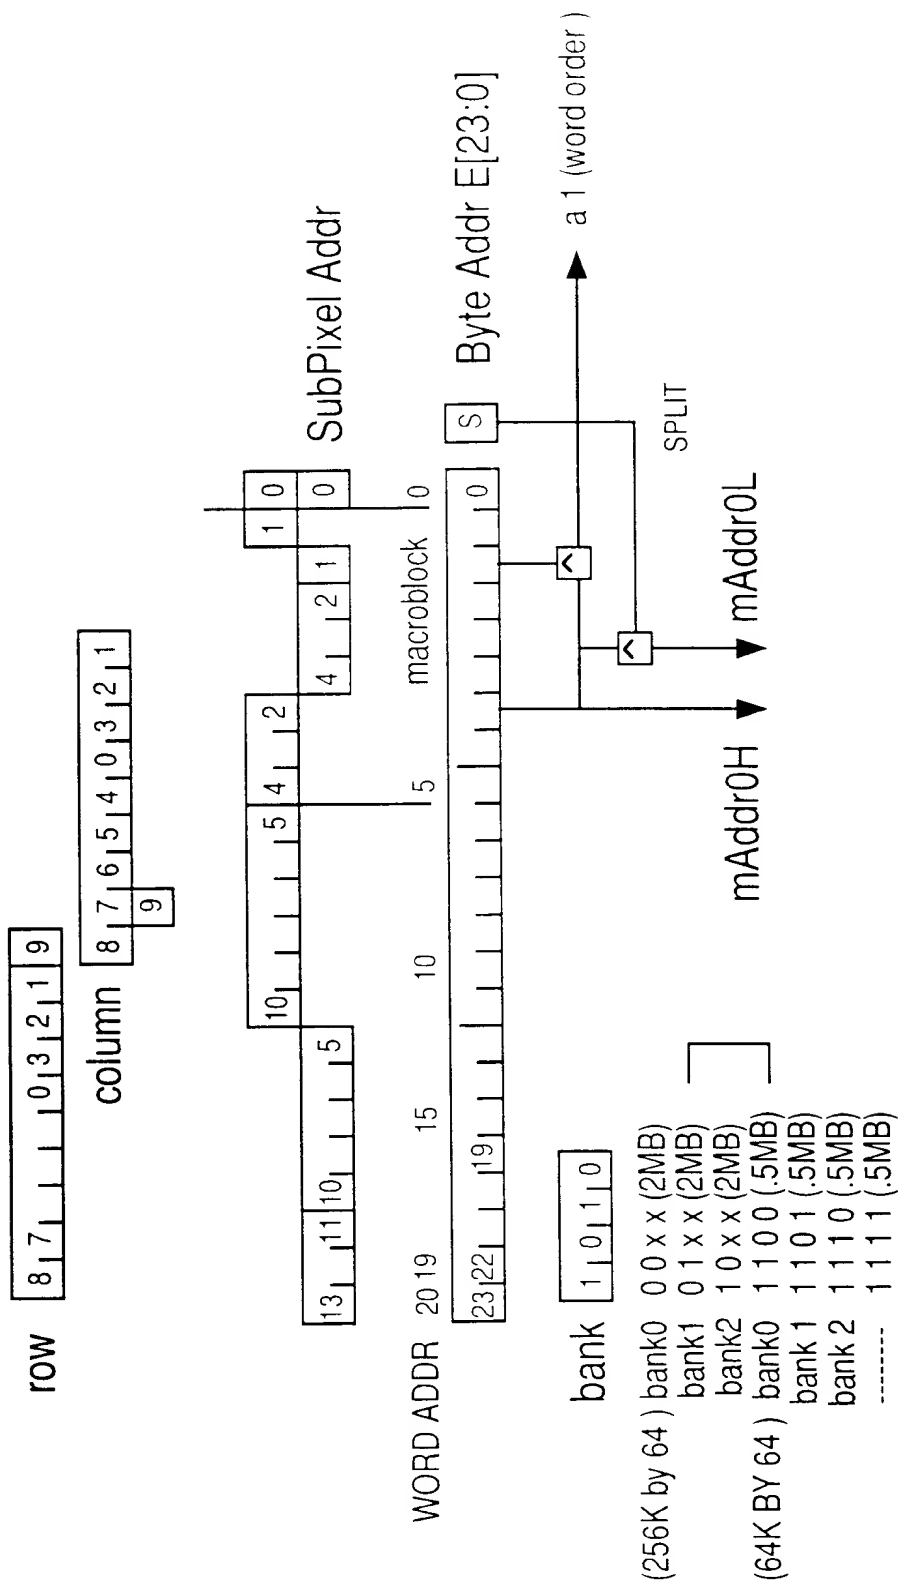 row
8 7 0 3 2 1 9
column
8 7 6 5 4 0 3 2 1
9
10 5 4 2 1 0
13 11 10 5 4 2 1 0
SubPixel Addr
WORD ADDR 20 19 15 10 5 macroblock 0
23 22 19 0 S Byte Addr E[23:0]
bank
1 0 1 0
a 1 (word order )
(256K by 64 ) bank0 0 0 x x (2MB)
bank1 0 1 x x (2MB)
bank2 1 0 x x (2MB)
(64K BY 64 ) bank0 1 1 0 0 (.5MB)
bank 1 1 1 0 1 (.5MB)
bank 2 1 1 1 0 (.5MB)
-------- 1 1 1 1 (.5MB)
SPLIT
mAddr0H
mAddr0L